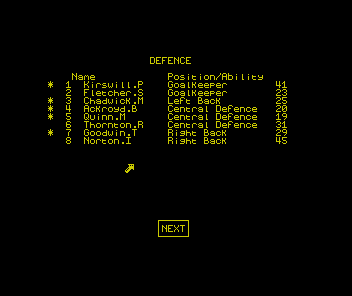 DEFENCE
Name Position/Ability
* 1 Kirswill.P Goalkeeper 41
2 Fletcher.S Goalkeeper 23
* 3 Chadwick.M Left Back 25
* 4 Ackroyd.B Central Defence 20
* 5 Quinn.M Central Defence 19
6 Thornton.R Central Defence 31
* 7 Goodwin.T Right Back 29
8 Norton.I Right Back 45
NEXT